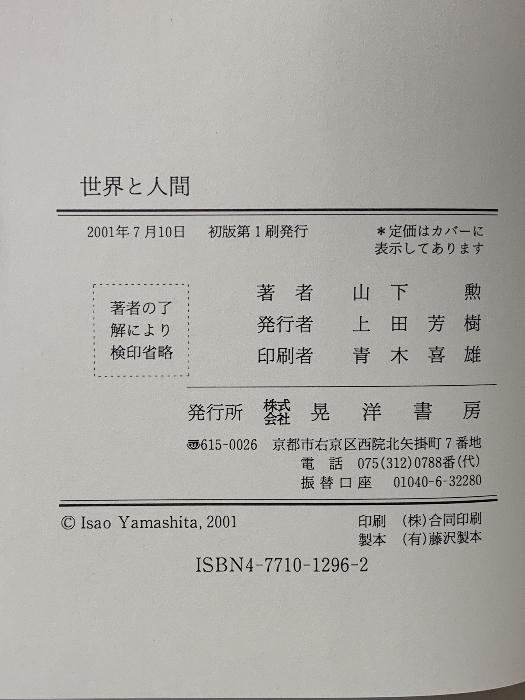 世界と人間
2001年7月10日 初版第1刷発行
＊定価はカバーに
表示してあります
著者の了
解により
検印省略
著者 山下勲
発行者 上田芳樹
印刷者 青木喜雄
発行所 株式会社 晃洋書房
〠615-0026 京都市右京区西院北矢掛町7番地
電話 075(312)0788番(代)
振替口座 01040-6-32280
© Isao Yamashita, 2001
印刷 (株)合同印刷
製本 (有)藤沢製本
ISBN4-7710-1296-2